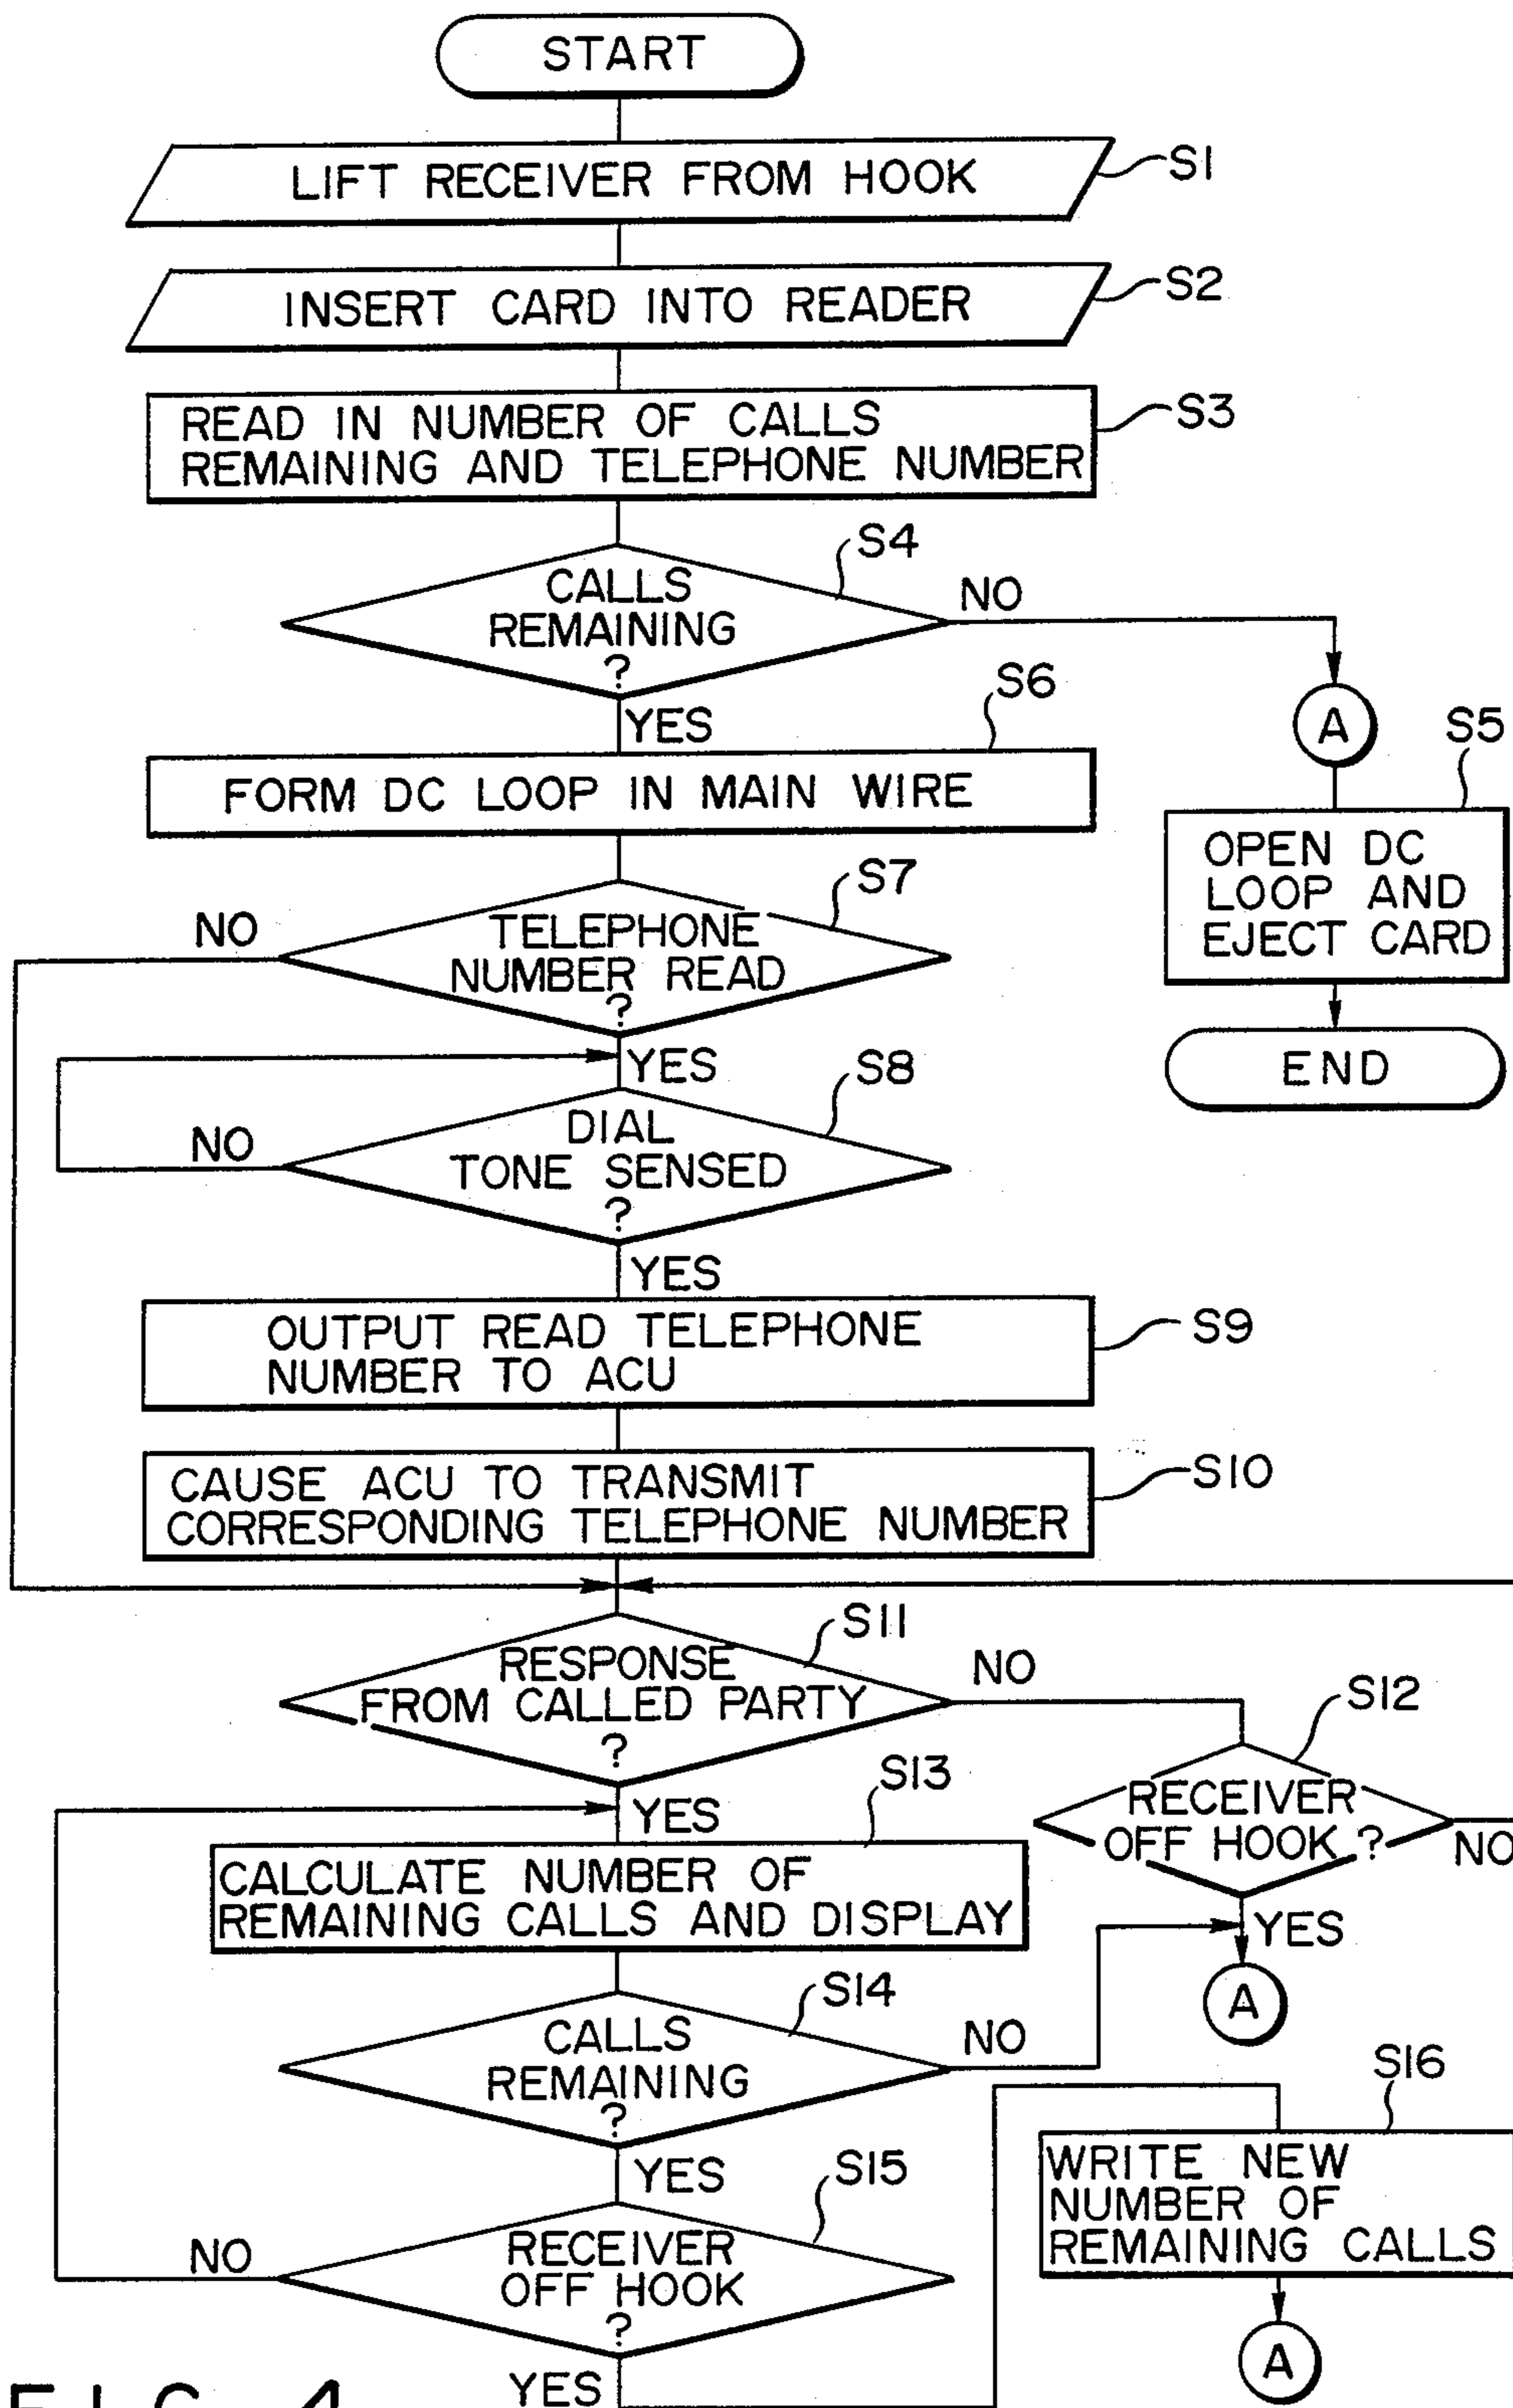 START
LIFT RECEIVER FROM HOOK
S1
INSERT CARD INTO READER
S2
READ IN NUMBER OF CALLS
REMAINING AND TELEPHONE NUMBER
S3
CALLS
REMAINING
?
S4
NO
YES
A
S5
OPEN DC
LOOP AND
EJECT CARD
END
S6
FORM DC LOOP IN MAIN WIRE
S7
TELEPHONE
NUMBER READ
?
NO
YES
S8
DIAL
TONE SENSED
?
NO
YES
OUTPUT READ TELEPHONE
NUMBER TO ACU
S9
CAUSE ACU TO TRANSMIT
CORRESPONDING TELEPHONE NUMBER
S10
S11
RESPONSE
FROM CALLED PARTY
?
NO
YES
S12
RECEIVER
OFF HOOK ?
NO
YES
A
S13
CALCULATE NUMBER OF
REMAINING CALLS AND DISPLAY
S14
CALLS
REMAINING
?
NO
YES
S15
RECEIVER
OFF HOOK
?
NO
YES
S16
WRITE NEW
NUMBER OF
REMAINING CALLS
A
FIG. 4